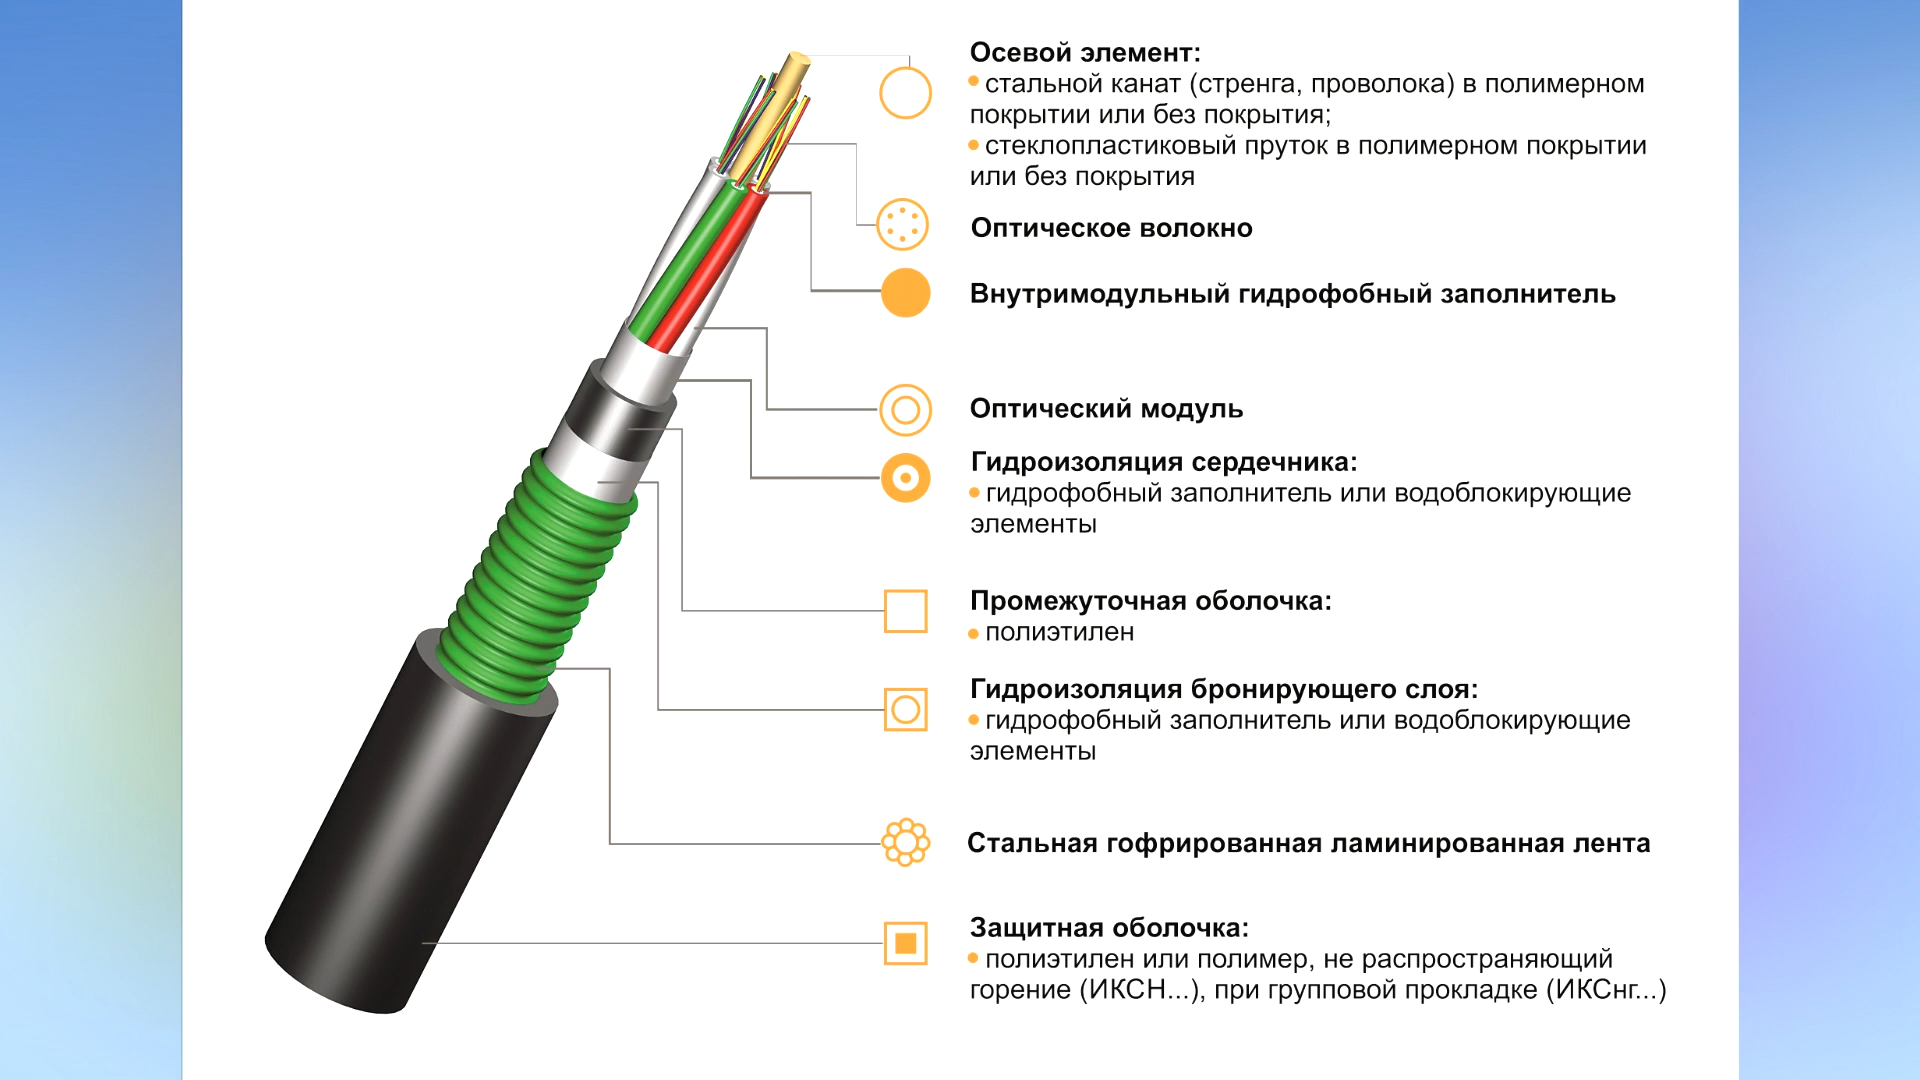 Осевой элемент:
• стальной канат (стренга, проволока) в полимерном
покрытии или без покрытия;
• стеклопластиковый пруток в полимерном покрытии
или без покрытия
Оптическое волокно
Внутримодульный гидрофобный заполнитель
Оптический модуль
Гидроизоляция сердечника:
• гидрофобный заполнитель или водоблокирующие
элементы
Промежуточная оболочка:
• полиэтилен
Гидроизоляция бронирующего слоя:
• гидрофобный заполнитель или водоблокирующие
элементы
Стальная гофрированная ламинированная лента
Защитная оболочка:
• полиэтилен или полимер, не распространяющий
горение (ИКСН...), при групповой прокладке (ИКСнг...)